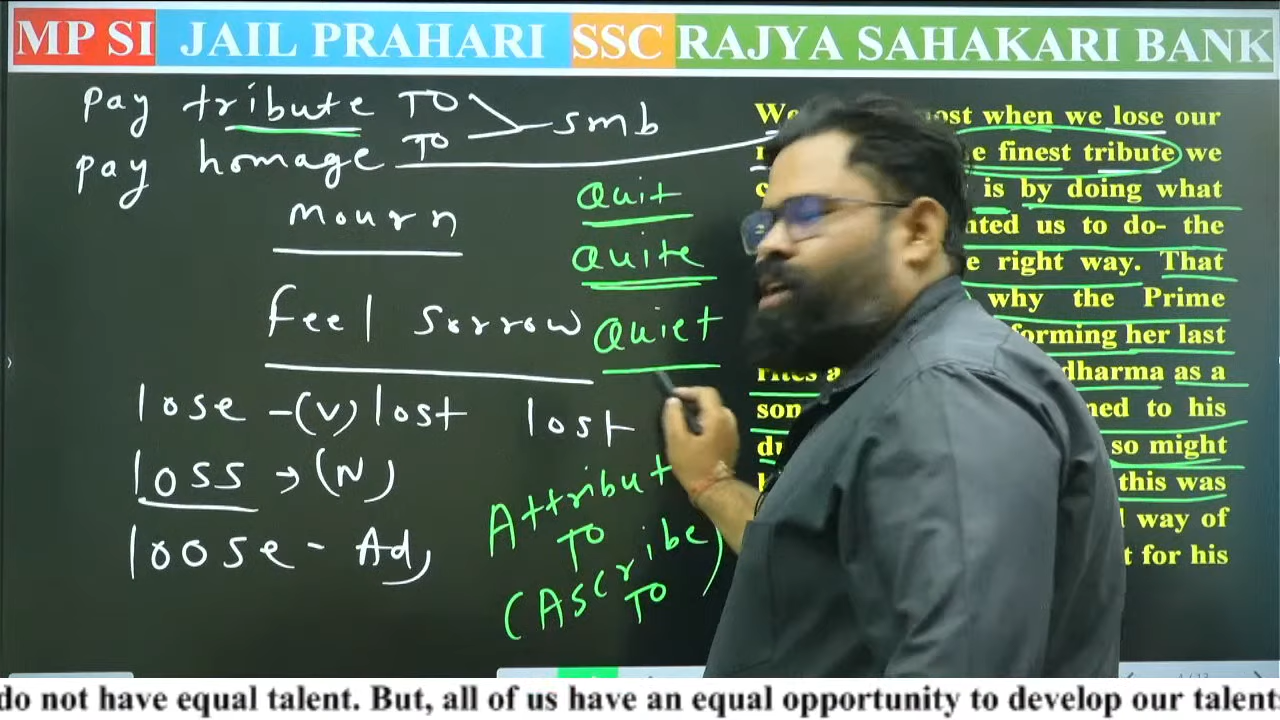 MP SI JAIL PRAHARI SSC RAJYA SAHAKARI BANK
Pay tribute TO
pay homage TO smb
mourn
feel sorrow
Quit
Quite
Quiet
lose - (v) lost lost
loss → (N)
loose - Adj
Attribut
TO
(Ascribe)
TO
when we lose our
finest tribute we
is by doing what
us to do- the
right way. That
why the Prime
her last
dharma as a
son to his
so might
this was
way of
for his
do not have equal talent. But, all of us have an equal opportunity to develop our talent